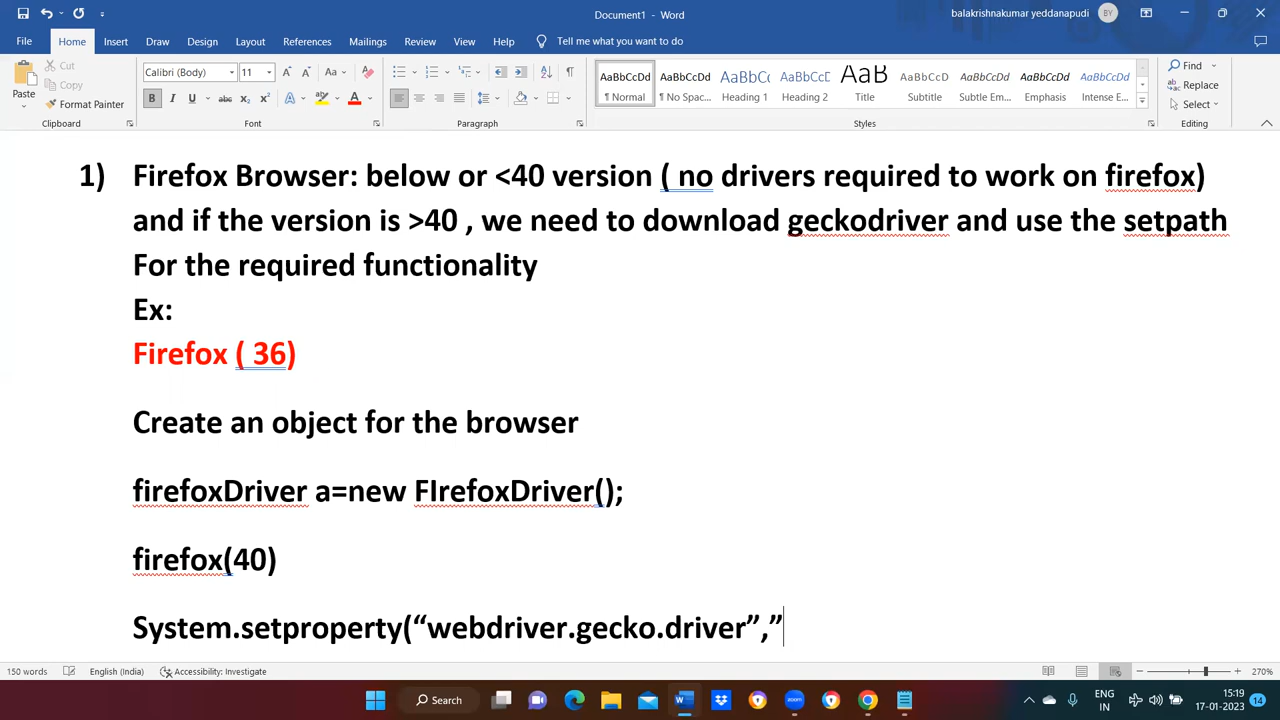 Document1 - Word
balakrishnakumar yeddanapudi BY
File Home Insert Draw Design Layout References Mailings Review View Help Tell me what you want to do
Cut
Copy
Format Painter
Paste
Calibri (Body) 11
AaBbCcDd AaBbCcDd AaBbCc AaBbCcD AaB AaBbCcDd AaBbCcDd AaBbCcDd AaBbCcDd
¶ Normal ¶ No Spac... Heading 1 Heading 2 Title Subtitle Subtle Em... Emphasis Intense E...
Find
Replace
Select
Clipboard Font Paragraph Styles Editing
1) Firefox Browser: below or <40 version ( no drivers required to work on firefox)
and if the version is >40 , we need to download geckodriver and use the setpath
For the required functionality
Ex:
Firefox ( 36)
Create an object for the browser
firefoxDriver a=new FIrefoxDriver();
firefox(40)
System.setproperty(“webdriver.gecko.driver”,”
150 words English (India) Accessibility: Investigate 270%
Search
ENG
IN
15:19
17-01-2023
14